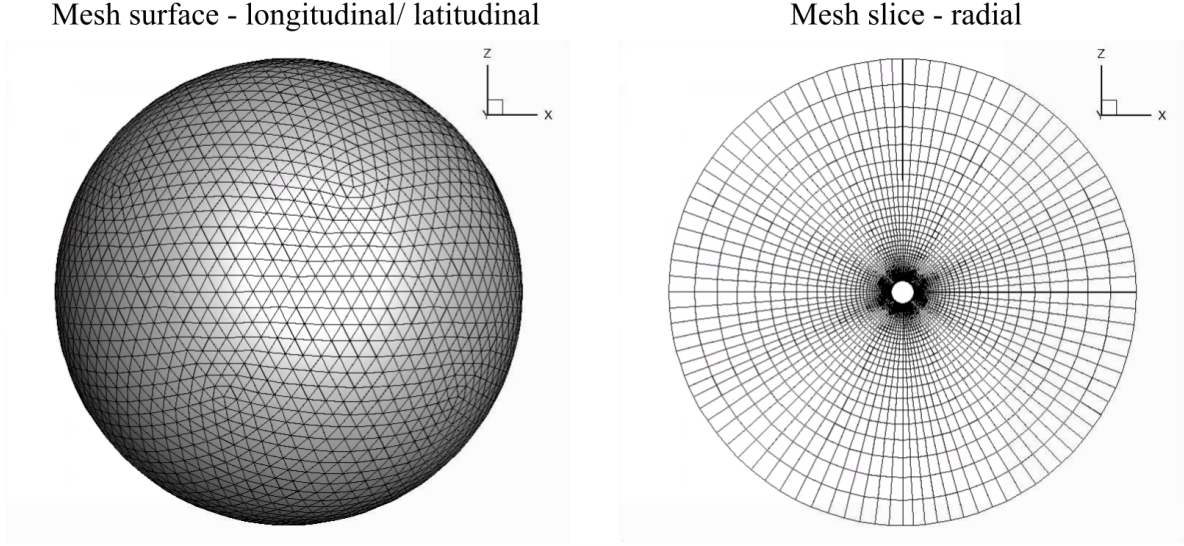 Mesh surface - longitudinal/ latitudinal
Mesh slice - radial
Z
Y
X
Z
Y
X